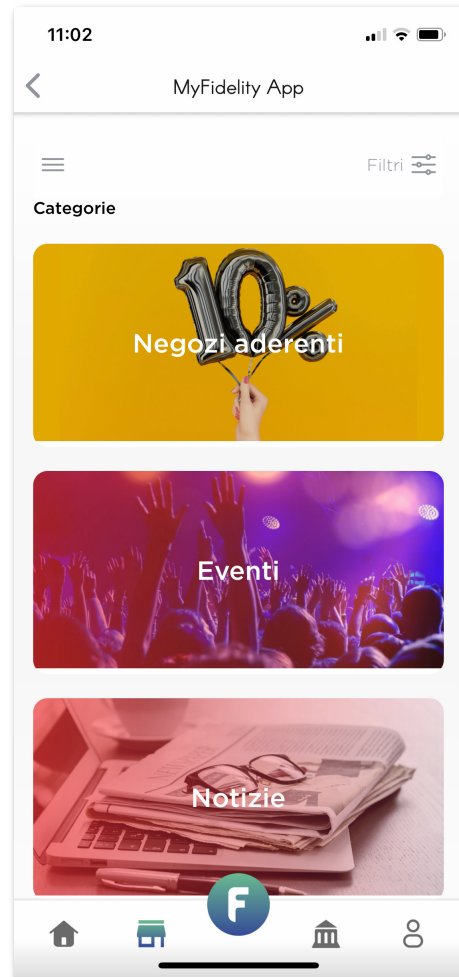 11:02
MyFidelity App
Filtri
Categorie
10%
Negozi aderenti
Eventi
Notizie
F